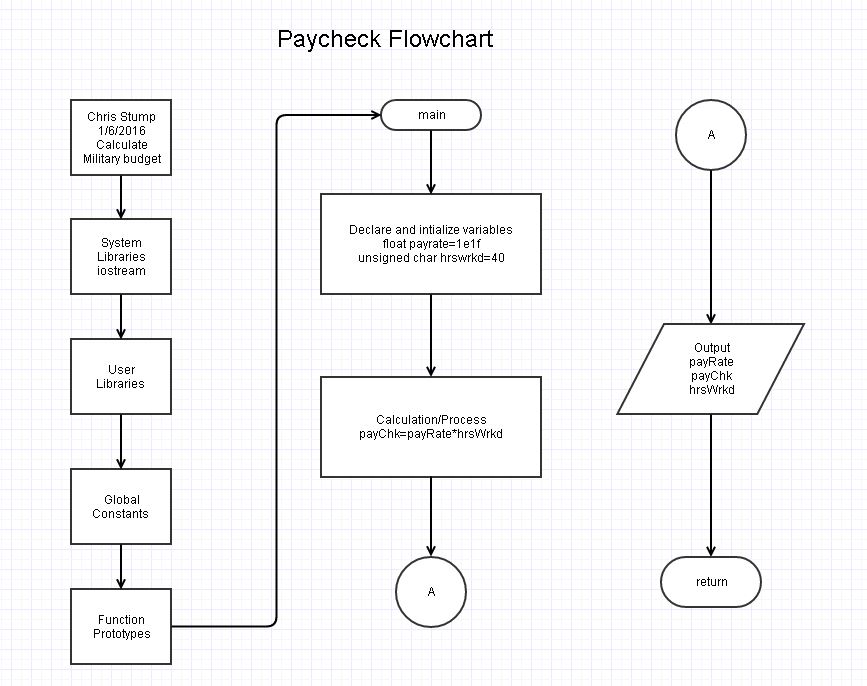 Paycheck Flowchart
Chris Stump
1/6/2016
Calculate
Military budget
System
Libraries
iostream
User
Libraries
Global
Constants
Function
Prototypes
main
Declare and intialize variables
float payrate=1e1f
unsigned char hrswrkd=40
Calculation/Process
payChk=payRate*hrsWrkd
A
A
Output
payRate
payChk
hrsWrkd
return